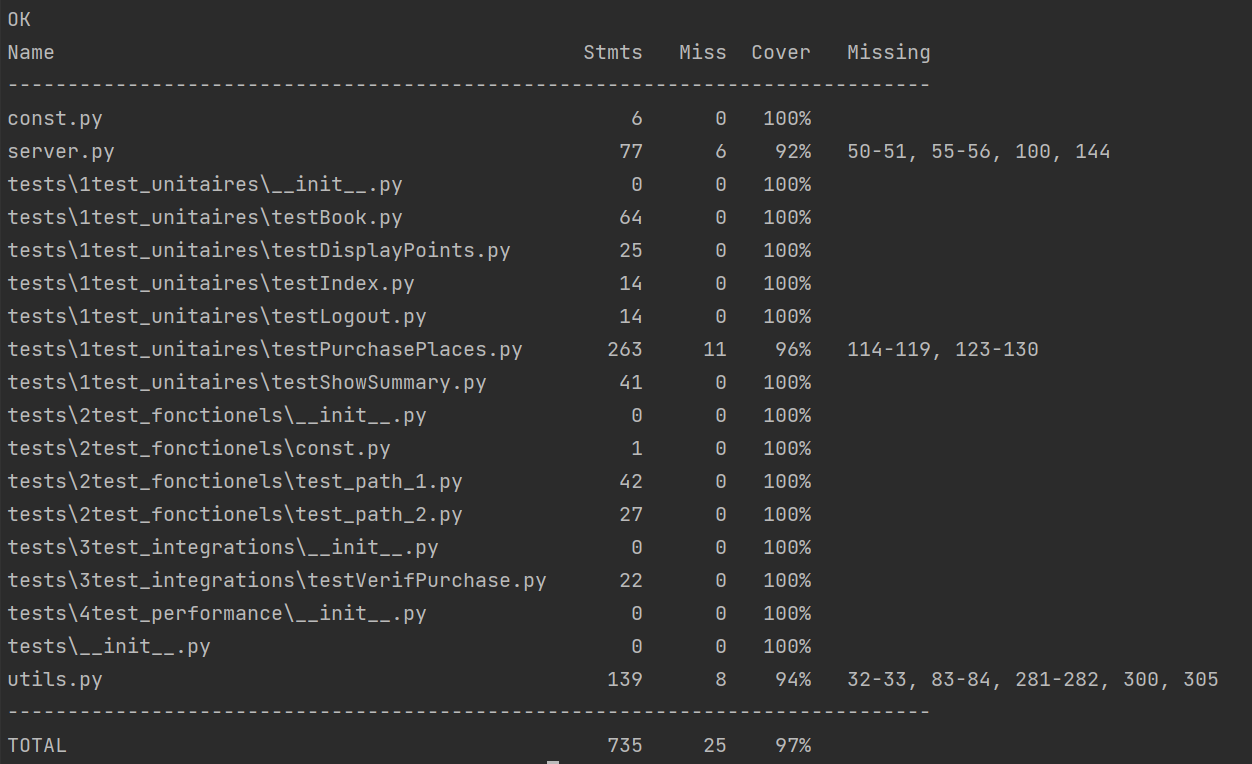 OK
Name                                            Stmts   Miss  Cover   Missing
-----------------------------------------------------------------------------
const.py                                            6      0   100%
server.py                                          77      6    92%   50-51, 55-56, 100, 144
tests\1test_unitaires\__init__.py                   0      0   100%
tests\1test_unitaires\testBook.py                  64      0   100%
tests\1test_unitaires\testDisplayPoints.py         25      0   100%
tests\1test_unitaires\testIndex.py                 14      0   100%
tests\1test_unitaires\testLogout.py                14      0   100%
tests\1test_unitaires\testPurchasePlaces.py       263     11    96%   114-119, 123-130
tests\1test_unitaires\testShowSummary.py           41      0   100%
tests\2test_fonctionels\__init__.py                 0      0   100%
tests\2test_fonctionels\const.py                    1      0   100%
tests\2test_fonctionels\test_path_1.py             42      0   100%
tests\2test_fonctionels\test_path_2.py             27      0   100%
tests\3test_integrations\__init__.py                0      0   100%
tests\3test_integrations\testVerifPurchase.py      22      0   100%
tests\4test_performance\__init__.py                 0      0   100%
tests\__init__.py                                   0      0   100%
utils.py                                          139      8    94%   32-33, 83-84, 281-282, 300, 305
-----------------------------------------------------------------------------
TOTAL                                             735     25    97%